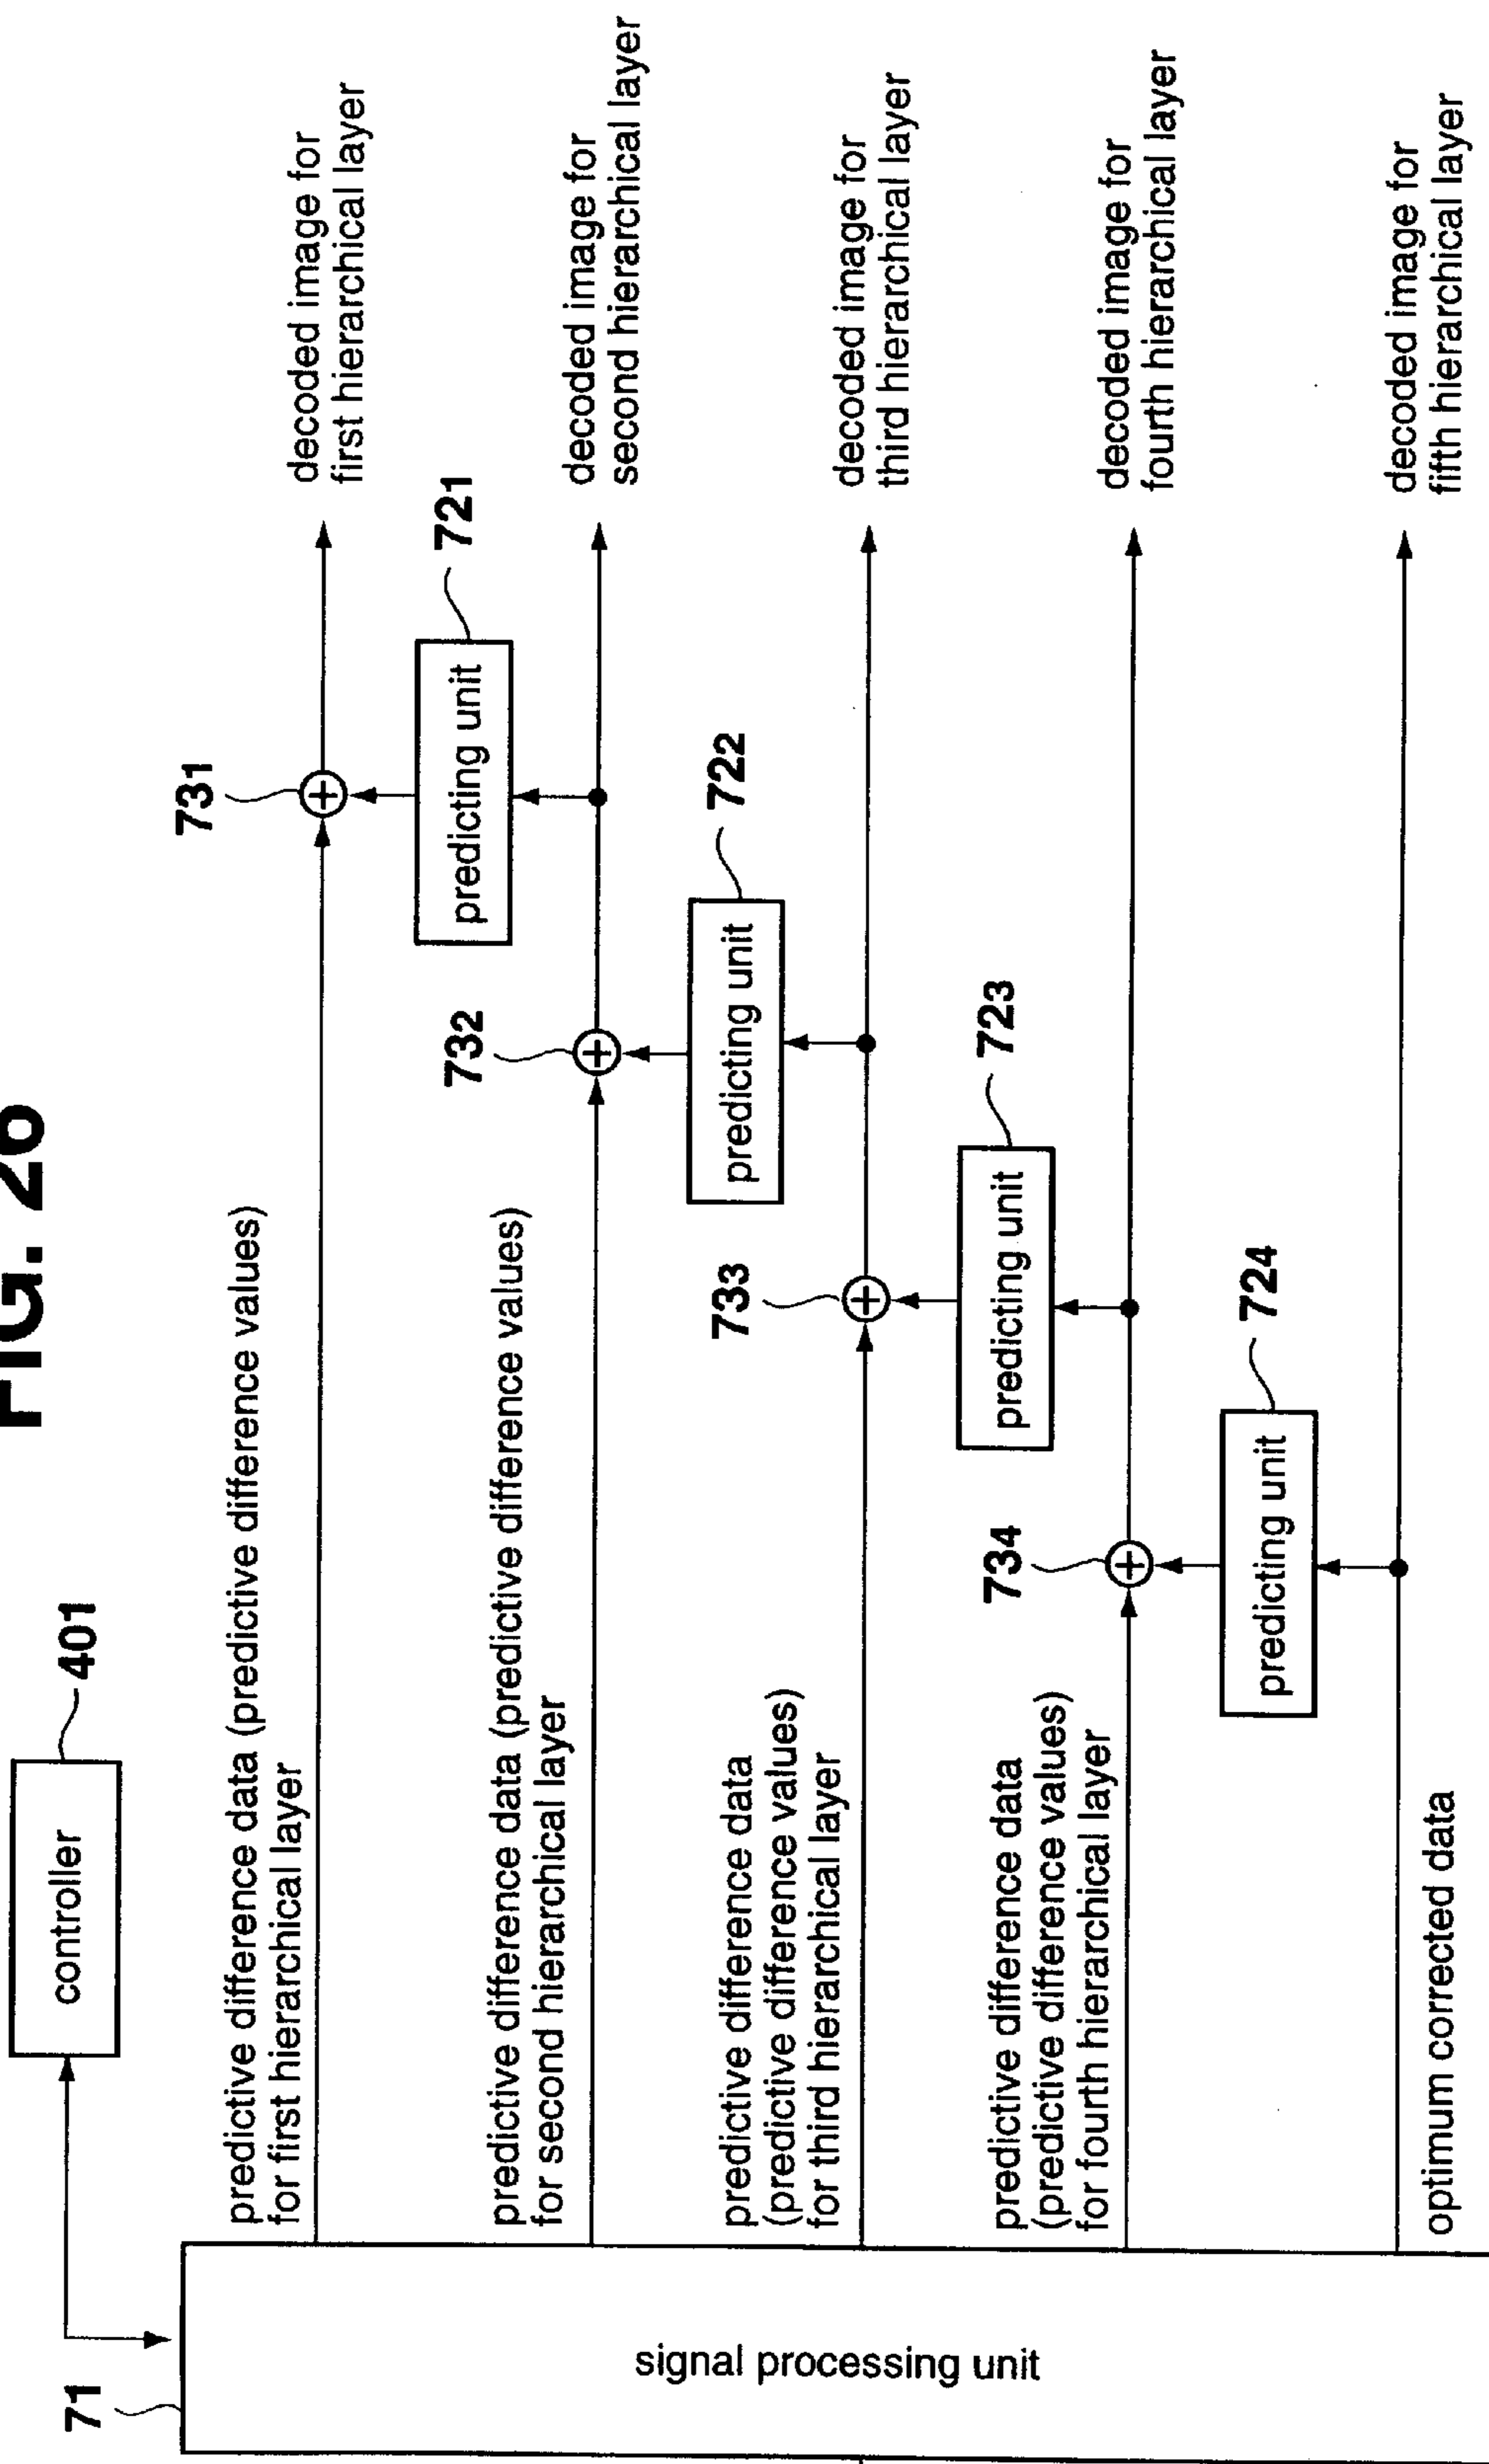 FIG. 26
controller
401
71
signal processing unit
predictive difference data (predictive difference values)
for first hierarchical layer
731
decoded image for
first hierarchical layer
predicting unit
721
predictive difference data (predictive difference values)
for second hierarchical layer
732
decoded image for
second hierarchical layer
predicting unit
722
predictive difference data
(predictive difference values)
for third hierarchical layer
733
decoded image for
third hierarchical layer
predicting unit
723
predictive difference data
(predictive difference values)
for fourth hierarchical layer
734
decoded image for
fourth hierarchical layer
predicting unit
724
optimum corrected data
decoded image for
fifth hierarchical layer